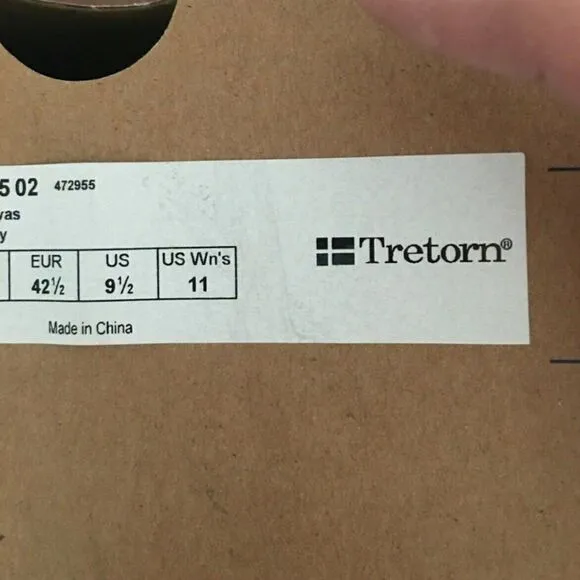 5 02 472955
yas
y
EUR US US Wn's
42½ 9½ 11
Made in China
Tretorn®